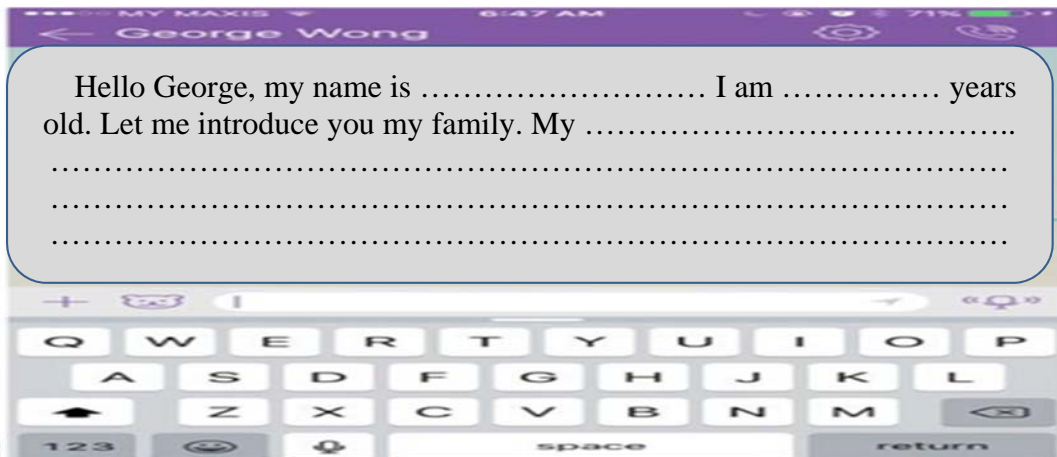 MY MAXIS 6:47 AM 71%
George Wong
Hello George, my name is ……………………… I am …………… years
old. Let me introduce you my family. My …………………………………..
………………………………………………………………………………
………………………………………………………………………………
………………………………………………………………………………
Q W E R T Y U I O P
A S D F G H J K L
Z X C V B N M
123 space return